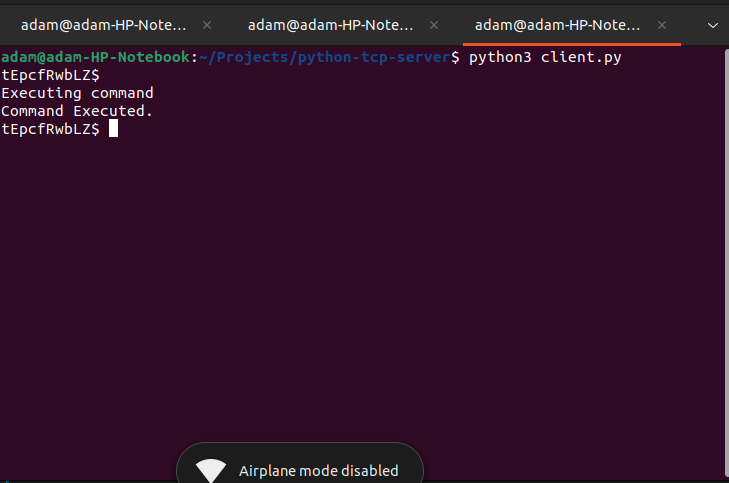 adam@adam-HP-Note... × adam@adam-HP-Note... × adam@adam-HP-Note... ×
adam@adam-HP-Notebook:~/Projects/python-tcp-server$ python3 client.py
tEpcfRwbLZ$
Executing command
Command Executed.
tEpcfRwbLZ$
Airplane mode disabled